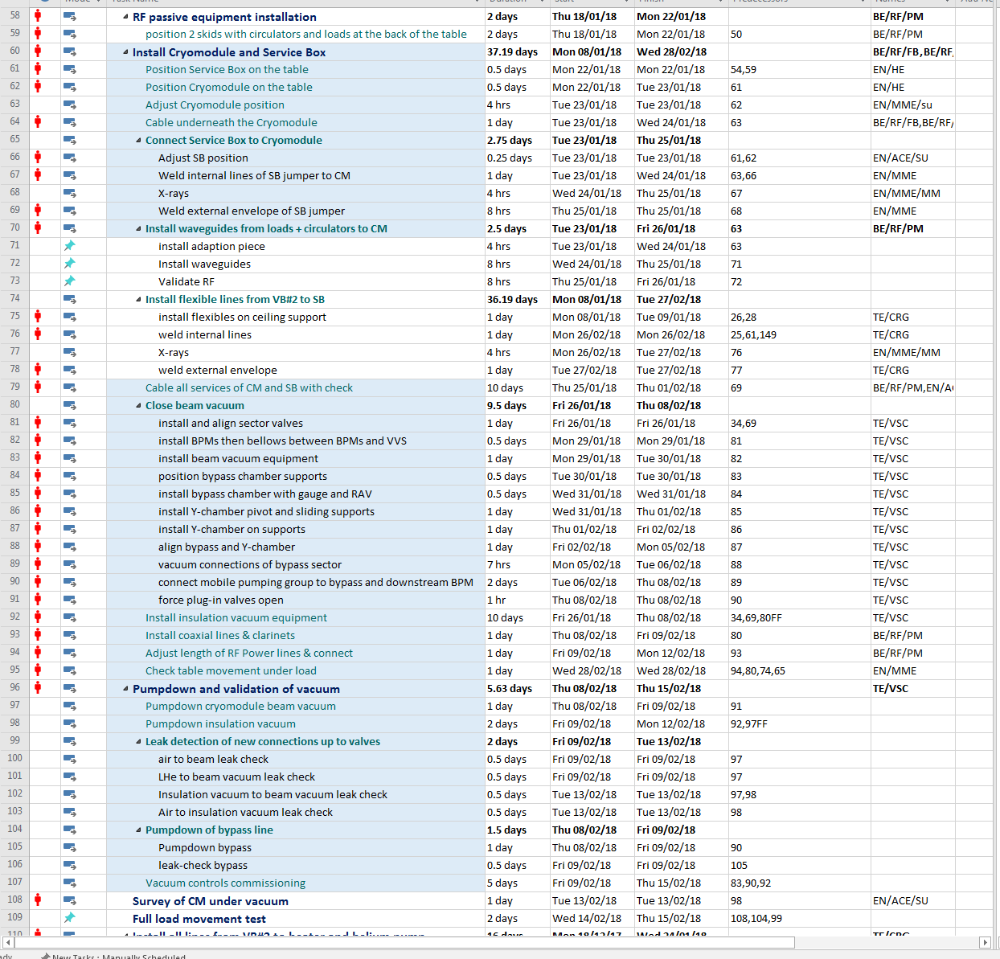 Mode Task Name Duration Start Finish Predecessors Names Add New
58 RF passive equipment installation 2 days Thu 18/01/18 Mon 22/01/18 BE/RF/PM
59 position 2 skids with circulators and loads at the back of the table 2 days Thu 18/01/18 Mon 22/01/18 50 BE/RF/PM
60 Install Cryomodule and Service Box 37.19 days Mon 08/01/18 Wed 28/02/18 BE/RF/FB,BE/RF,
61 Position Service Box on the table 0.5 days Mon 22/01/18 Mon 22/01/18 54,59 EN/HE
62 Position Cryomodule on the table 0.5 days Mon 22/01/18 Tue 23/01/18 61 EN/HE
63 Adjust Cryomodule position 4 hrs Tue 23/01/18 Tue 23/01/18 62 EN/MME/su
64 Cable underneath the Cryomodule 1 day Tue 23/01/18 Wed 24/01/18 63 BE/RF/FB,BE/RF/
65 Connect Service Box to Cryomodule 2.75 days Tue 23/01/18 Thu 25/01/18
66 Adjust SB position 0.25 days Tue 23/01/18 Tue 23/01/18 61,62 EN/ACE/SU
67 Weld internal lines of SB jumper to CM 1 day Tue 23/01/18 Wed 24/01/18 63,66 EN/MME
68 X-rays 4 hrs Wed 24/01/18 Thu 25/01/18 67 EN/MME/MM
69 Weld external envelope of SB jumper 8 hrs Thu 25/01/18 Thu 25/01/18 68 EN/MME
70 Install waveguides from loads + circulators to CM 2.5 days Tue 23/01/18 Fri 26/01/18 63 BE/RF/PM
71 install adaption piece 4 hrs Tue 23/01/18 Wed 24/01/18 63
72 Install waveguides 8 hrs Wed 24/01/18 Thu 25/01/18 71
73 Validate RF 8 hrs Thu 25/01/18 Fri 26/01/18 72
74 Install flexible lines from VB#2 to SB 36.19 days Mon 08/01/18 Tue 27/02/18
75 install flexibles on ceiling support 1 day Mon 08/01/18 Tue 09/01/18 26,28 TE/CRG
76 weld internal lines 1 day Mon 26/02/18 Mon 26/02/18 25,61,149 TE/CRG
77 X-rays 4 hrs Mon 26/02/18 Tue 27/02/18 76 EN/MME/MM
78 weld external envelope 1 day Tue 27/02/18 Tue 27/02/18 77 TE/CRG
79 Cable all services of CM and SB with check 10 days Thu 25/01/18 Thu 01/02/18 69 BE/RF/PM,EN/A
80 Close beam vacuum 9.5 days Fri 26/01/18 Thu 08/02/18
81 install and align sector valves 1 day Fri 26/01/18 Fri 26/01/18 34,69 TE/VSC
82 install BPMs then bellows between BPMs and VVS 0.5 days Mon 29/01/18 Mon 29/01/18 81 TE/VSC
83 install beam vacuum equipment 1 day Mon 29/01/18 Tue 30/01/18 82 TE/VSC
84 position bypass chamber supports 0.5 days Tue 30/01/18 Tue 30/01/18 83 TE/VSC
85 install bypass chamber with gauge and RAV 0.5 days Wed 31/01/18 Wed 31/01/18 84 TE/VSC
86 install Y-chamber pivot and sliding supports 1 day Wed 31/01/18 Thu 01/02/18 85 TE/VSC
87 install Y-chamber on supports 1 day Thu 01/02/18 Fri 02/02/18 86 TE/VSC
88 align bypass and Y-chamber 1 day Fri 02/02/18 Mon 05/02/18 87 TE/VSC
89 vacuum connections of bypass sector 7 hrs Mon 05/02/18 Tue 06/02/18 88 TE/VSC
90 connect mobile pumping group to bypass and downstream BPM 2 days Tue 06/02/18 Thu 08/02/18 89 TE/VSC
91 force plug-in valves open 1 hr Thu 08/02/18 Thu 08/02/18 90 TE/VSC
92 Install insulation vacuum equipment 10 days Fri 26/01/18 Thu 08/02/18 34,69,80FF TE/VSC
93 Install coaxial lines & clarinets 1 day Thu 08/02/18 Fri 09/02/18 80 BE/RF/PM
94 Adjust length of RF Power lines & connect 1 day Fri 09/02/18 Mon 12/02/18 93 BE/RF/PM
95 Check table movement under load 1 day Wed 28/02/18 Wed 28/02/18 94,80,74,65 EN/MME
96 Pumpdown and validation of vacuum 5.63 days Thu 08/02/18 Thu 15/02/18 TE/VSC
97 Pumpdown cryomodule beam vacuum 1 day Thu 08/02/18 Fri 09/02/18 91
98 Pumpdown insulation vacuum 2 days Fri 09/02/18 Mon 12/02/18 92,97FF
99 Leak detection of new connections up to valves 2 days Fri 09/02/18 Tue 13/02/18
100 air to beam leak check 0.5 days Fri 09/02/18 Fri 09/02/18 97
101 LHe to beam vacuum leak check 0.5 days Fri 09/02/18 Fri 09/02/18 97
102 Insulation vacuum to beam vacuum leak check 0.5 days Tue 13/02/18 Tue 13/02/18 97,98
103 Air to insulation vacuum leak check 0.5 days Tue 13/02/18 Tue 13/02/18 98
104 Pumpdown of bypass line 1.5 days Thu 08/02/18 Fri 09/02/18
105 Pumpdown bypass 1 day Thu 08/02/18 Fri 09/02/18 90
106 leak-check bypass 0.5 days Fri 09/02/18 Fri 09/02/18 105
107 Vacuum controls commissioning 5 days Fri 09/02/18 Thu 15/02/18 83,90,92
108 Survey of CM under vacuum 1 day Tue 13/02/18 Tue 13/02/18 98 EN/ACE/SU
109 Full load movement test 2 days Wed 14/02/18 Thu 15/02/18 108,104,99
110 Install all lines from VB#2 to heater and helium pump 16 days Mon 18/12/17 Wed 24/01/18 TE/CRG
ady New Tasks : Manually Scheduled